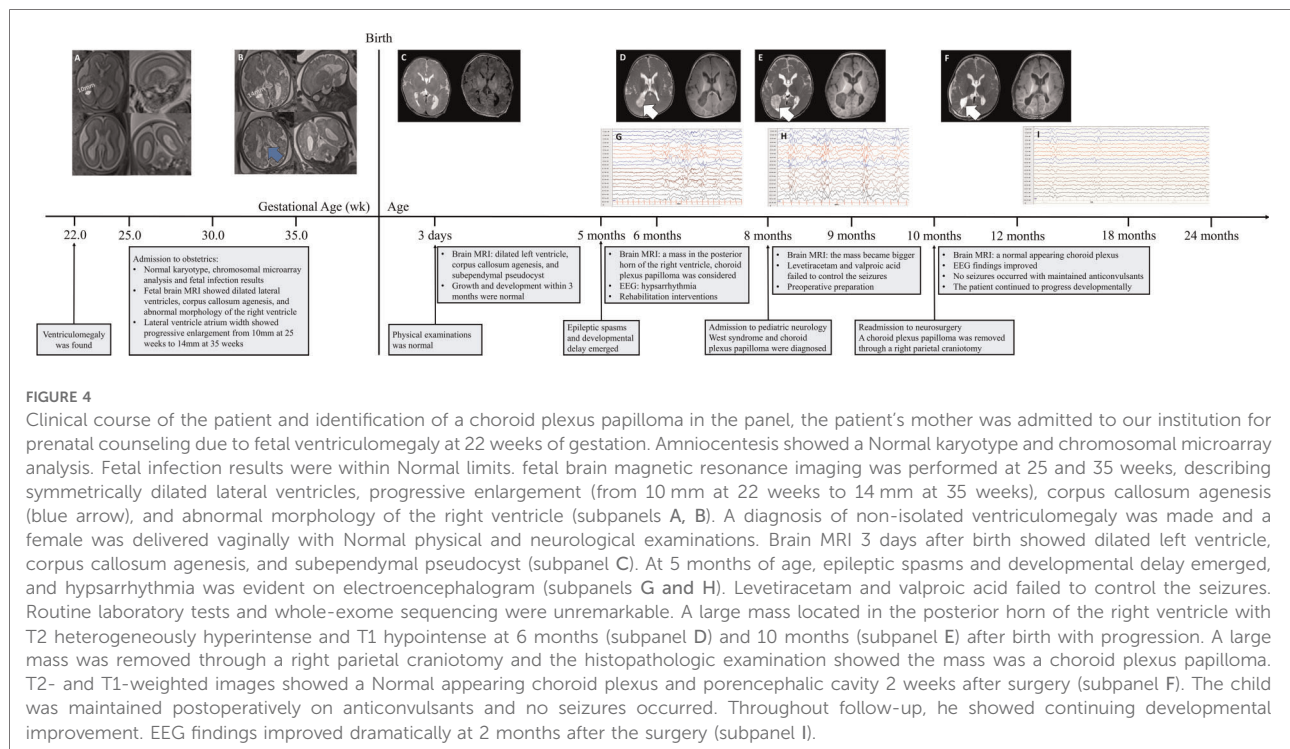 Birth
A
10mm
B
14mm
C
D
E
F
G
H
I
Gestational Age (wk)
Age
22.0
25.0
30.0
35.0
3 days
5 months
6 months
8 months
9 months
10 months
12 months
18 months
24 months
Admission to obstetrics:
• Normal karyotype, chromosomal microarray
analysis and fetal infection results
• Fetal brain MRI showed dilated lateral
ventricles, corpus callosum agenesis, and
abnormal morphology of the right ventricle
• Lateral ventricle atrium width showed
progressive enlargement from 10mm at 25
weeks to 14mm at 35 weeks
• Brain MRI: dilated left ventricle,
corpus callosum agenesis, and
subependymal pseudocyst
• Growth and development within 3
months were normal
• Brain MRI: a mass in the posterior
horn of the right ventricle, choroid
plexus papilloma was considered
• EEG: hypsarrhythmia
• Rehabilitation interventions
• Brain MRI: the mass became bigger
• Levetiracetam and valproic acid
failed to control the seizures
• Preoperative preparation
• Brain MRI: a normal appearing choroid plexus
• EEG findings improved
• No seizures occurred with maintained anticonvulsants
• The patient continued to progress developmentally
Ventriculomegaly
was found
Physical examinations
was normal
Epileptic spasms
and developmental
delay emerged
Admission to pediatric neurology
West syndrome and choroid
plexus papilloma were diagnosed
Readmission to neurosurgery
A choroid plexus papilloma was removed
through a right parietal craniotomy
FIGURE 4
Clinical course of the patient and identification of a choroid plexus papilloma in the panel, the patient's mother was admitted to our institution for
prenatal counseling due to fetal ventriculomegaly at 22 weeks of gestation. Amniocentesis showed a Normal karyotype and chromosomal microarray
analysis. Fetal infection results were within Normal limits. fetal brain magnetic resonance imaging was performed at 25 and 35 weeks, describing
symmetrically dilated lateral ventricles, progressive enlargement (from 10 mm at 22 weeks to 14 mm at 35 weeks), corpus callosum agenesis
(blue arrow), and abnormal morphology of the right ventricle (subpanels A, B). A diagnosis of non-isolated ventriculomegaly was made and a
female was delivered vaginally with Normal physical and neurological examinations. Brain MRI 3 days after birth showed dilated left ventricle,
corpus callosum agenesis, and subependymal pseudocyst (subpanel C). At 5 months of age, epileptic spasms and developmental delay emerged,
and hypsarrhythmia was evident on electroencephalogram (subpanels G and H). Levetiracetam and valproic acid failed to control the seizures.
Routine laboratory tests and whole-exome sequencing were unremarkable. A large mass located in the posterior horn of the right ventricle with
T2 heterogeneously hyperintense and T1 hypointense at 6 months (subpanel D) and 10 months (subpanel E) after birth with progression. A large
mass was removed through a right parietal craniotomy and the histopathologic examination showed the mass was a choroid plexus papilloma.
T2- and T1-weighted images showed a Normal appearing choroid plexus and porencephalic cavity 2 weeks after surgery (subpanel F). The child
was maintained postoperatively on anticonvulsants and no seizures occurred. Throughout follow-up, he showed continuing developmental
improvement. EEG findings improved dramatically at 2 months after the surgery (subpanel I).